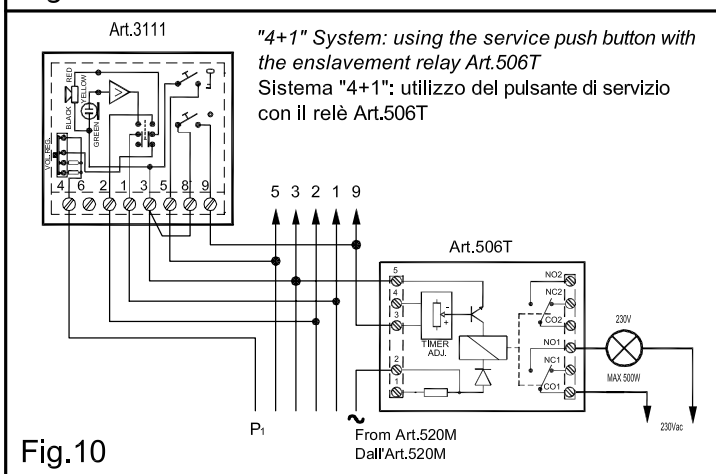 Art.3111
"4+1" System: using the service push button with
the enslavement relay Art.506T
Sistema "4+1": utilizzo del pulsante di servizio
con il relè Art.506T
RED
BLACK
YELLOW
GREEN
VOL.REG.
4 6 2 1 3 5 8 9
5 3 2 1 9
Art.506T
5
4
3
2
1
- +
TIMER
ADJ.
NO2
NC2
CO2
NO1
NC1
CO1
230V
MAX 500W
230Vac
P1
~
From Art.520M
Dall'Art.520M
Fig.10